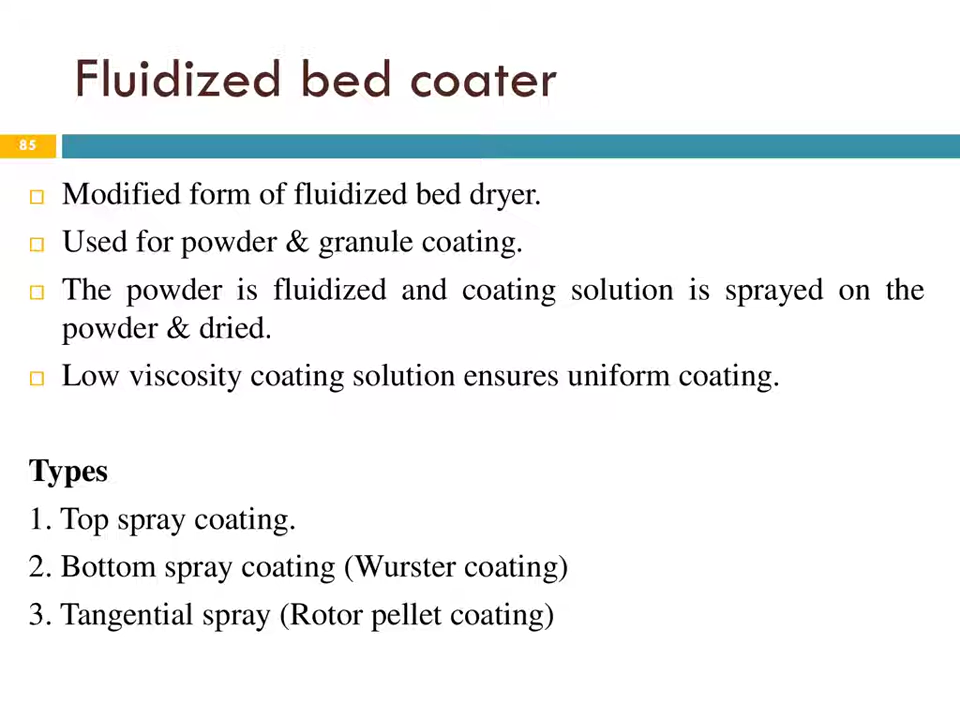 Fluidized bed coater
85
Modified form of fluidized bed dryer.
Used for powder & granule coating.
The powder is fluidized and coating solution is sprayed on the
powder & dried.
Low viscosity coating solution ensures uniform coating.
Types
1. Top spray coating.
2. Bottom spray coating (Wurster coating)
3. Tangential spray (Rotor pellet coating)